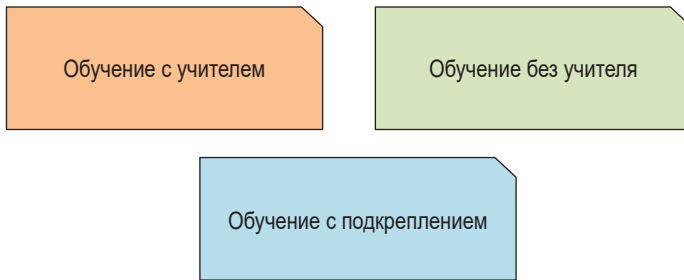 Обучение с учителем
Обучение без учителя
Обучение с подкреплением